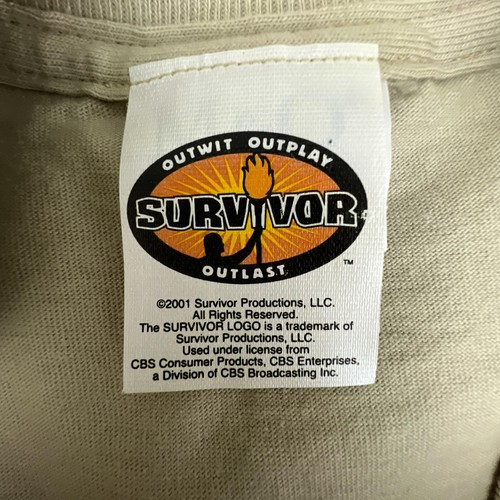 OUTWIT OUTPLAY
SURVIVOR
OUTLAST
TM
©2001 Survivor Productions, LLC.
All Rights Reserved.
The SURVIVOR LOGO is a trademark of
Survivor Productions, LLC.
Used under license from
CBS Consumer Products, CBS Enterprises,
a Division of CBS Broadcasting Inc.